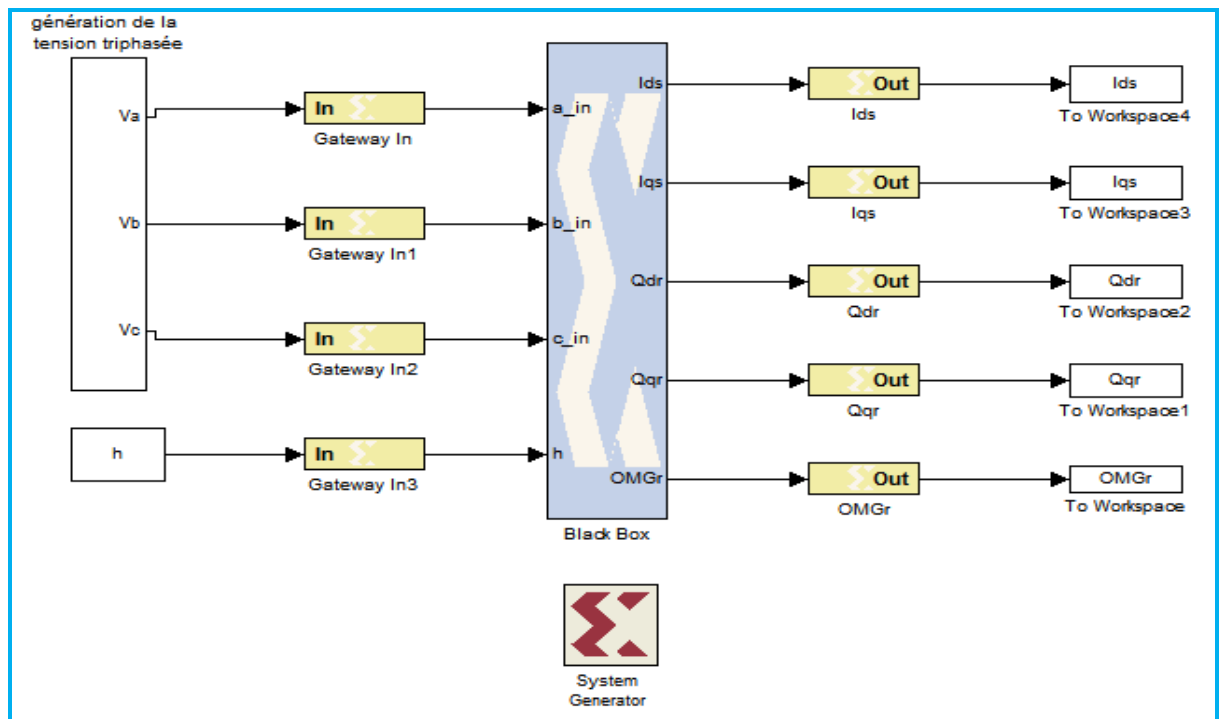 génération de la
tension triphasée
Va
Vb
Vc
h
In
Gateway In
In
Gateway In1
In
Gateway In2
In
Gateway In3
a_in
b_in
c_in
h
Ids
Iqs
Qdr
Qqr
OMGr
Black Box
Out
Ids
Out
Iqs
Out
Qdr
Out
Qqr
Out
OMGr
Ids
To Workspace4
Iqs
To Workspace3
Qdr
To Workspace2
Qqr
To Workspace1
OMGr
To Workspace
System
Generator